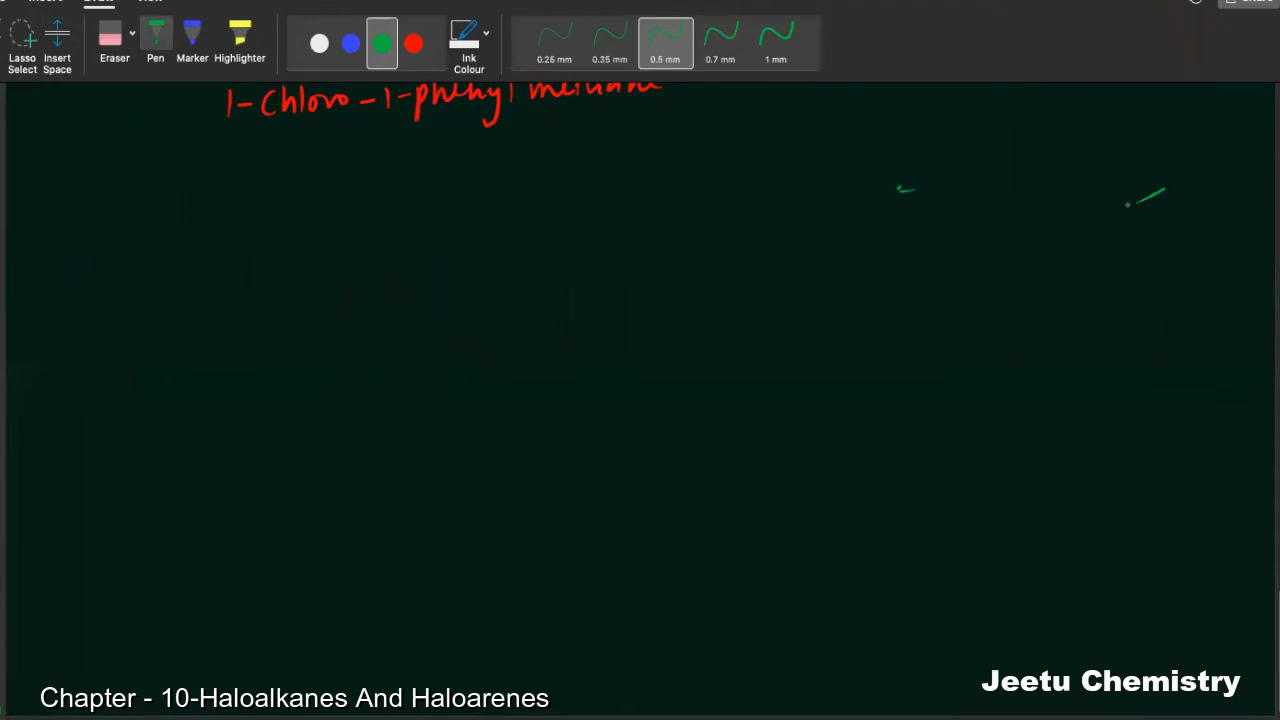 Lasso Select
Insert Space
Eraser
Pen
Marker
Highlighter
Ink Colour
0.25 mm
0.35 mm
0.5 mm
0.7 mm
1 mm
1-Chloro-1-phenyl methane
Jeetu Chemistry
Chapter - 10-Haloalkanes And Haloarenes